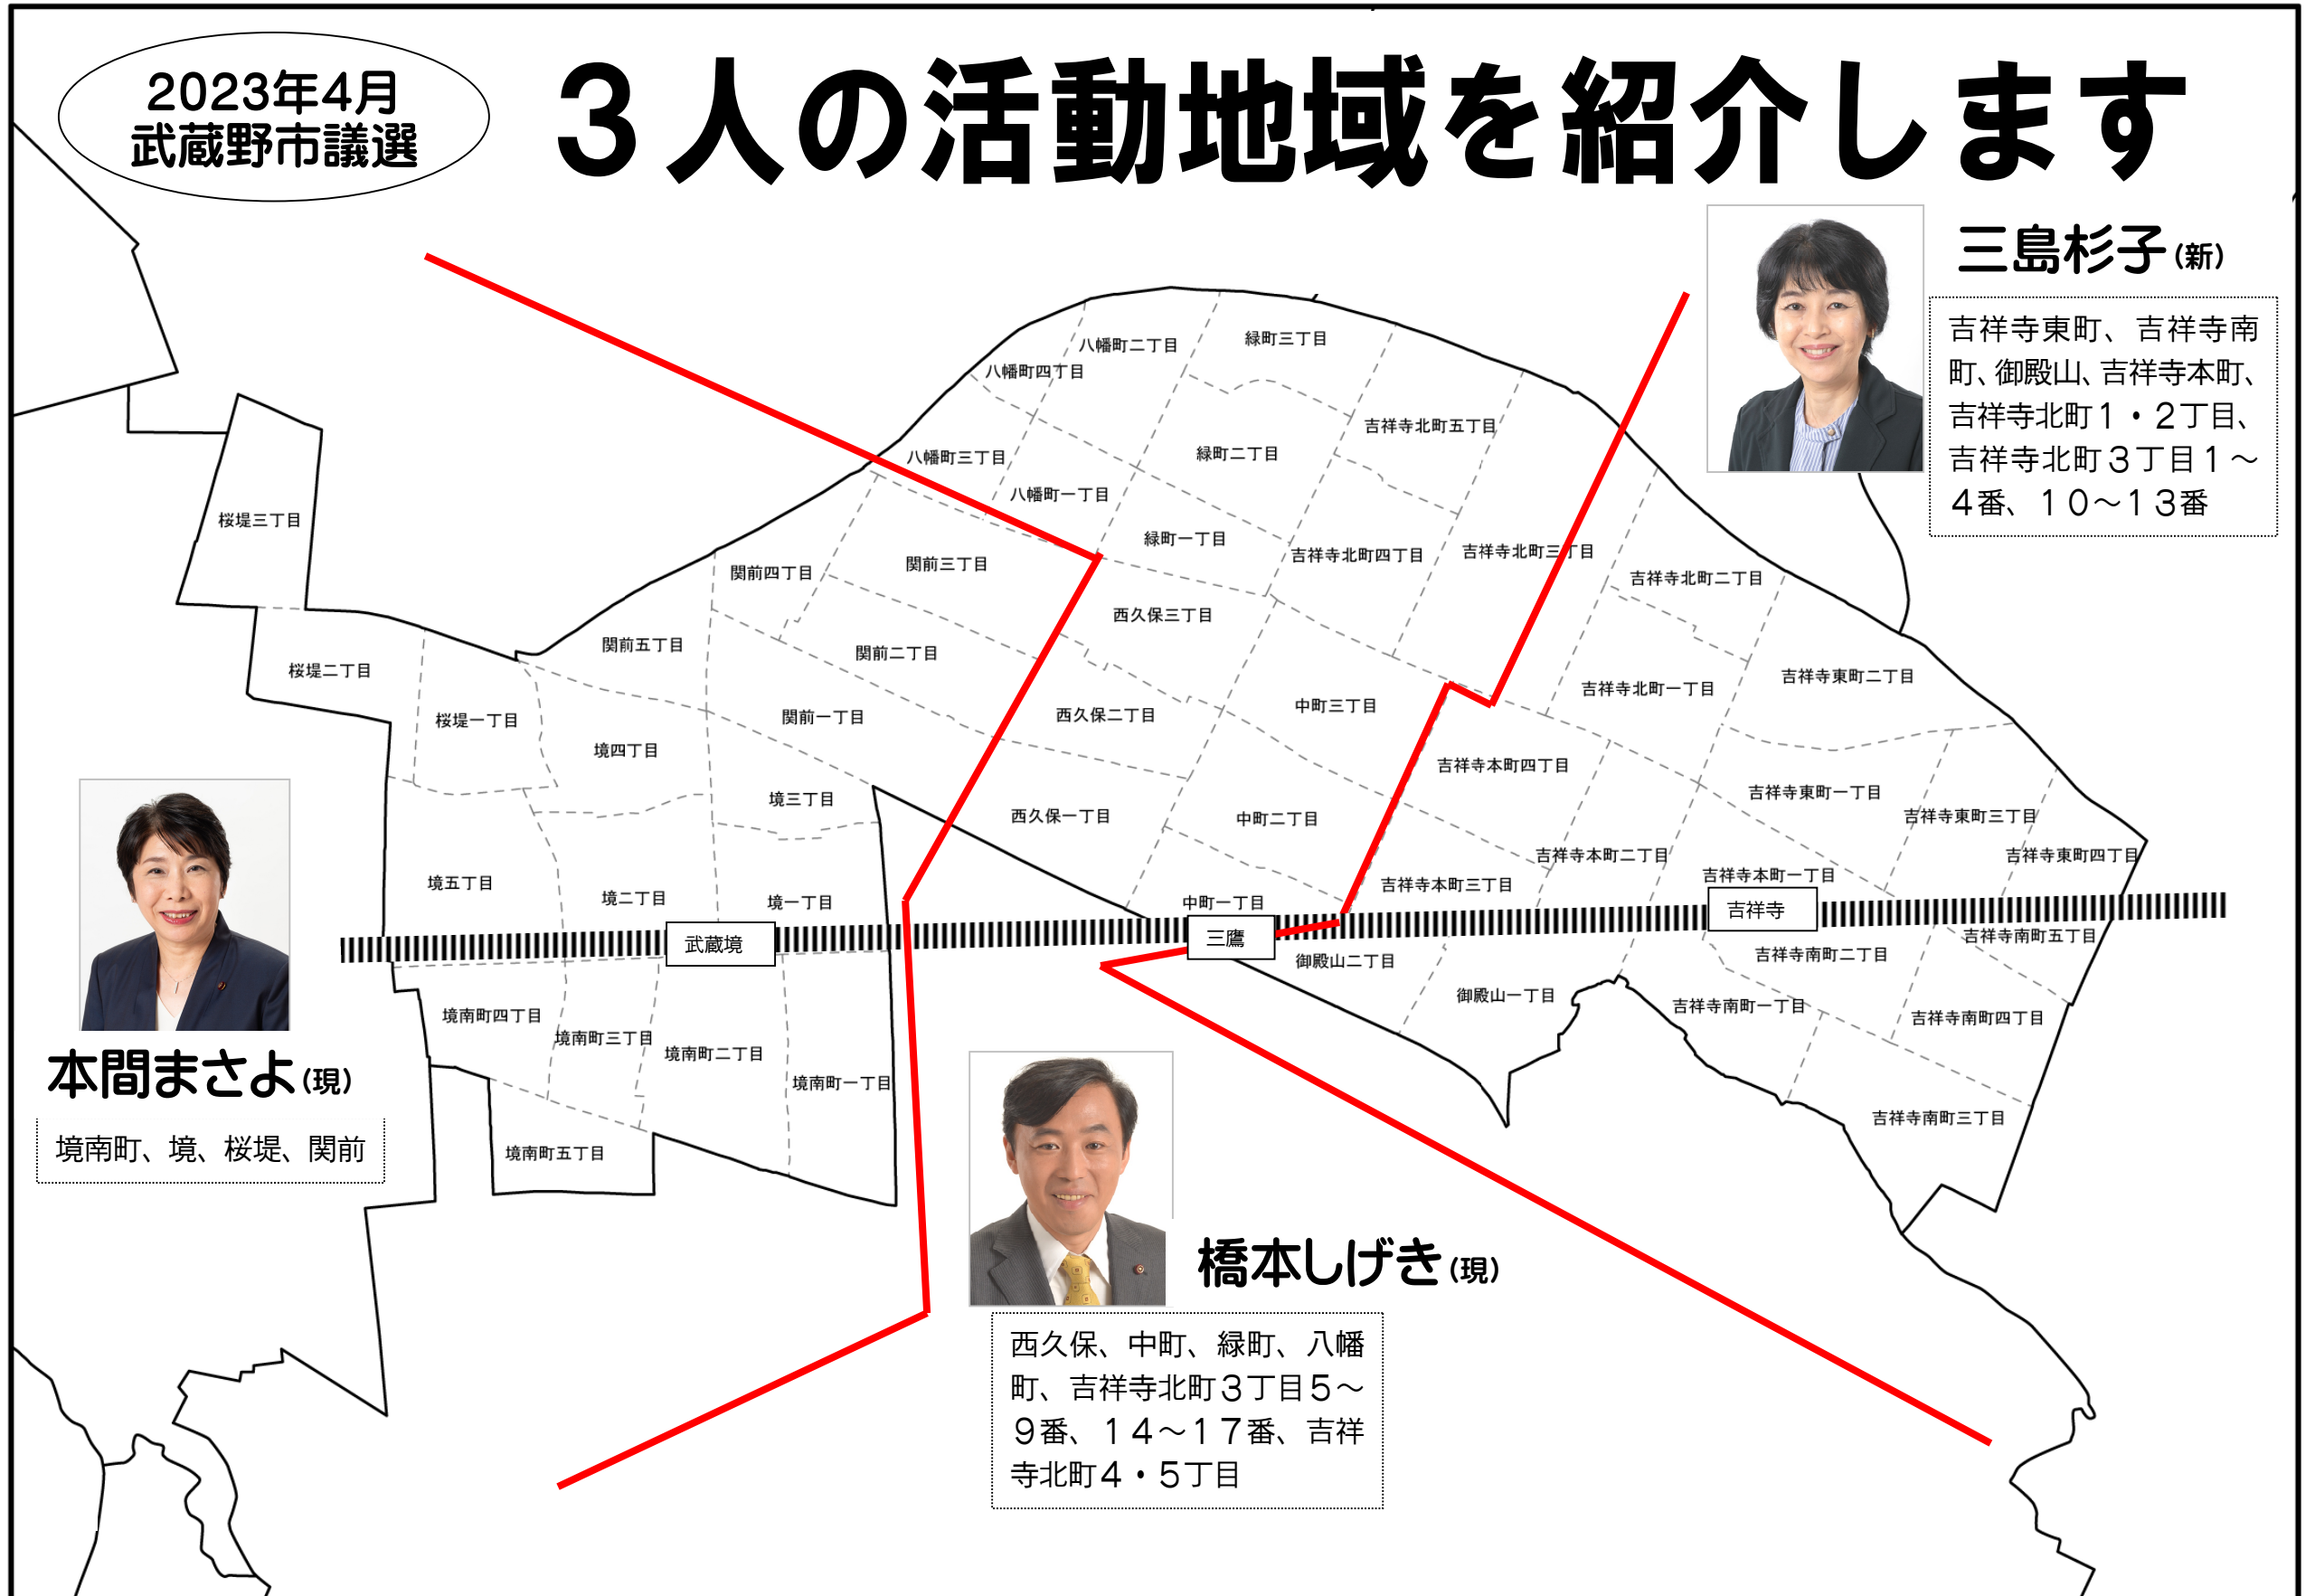 2023年4月
武蔵野市議選
３人の活動地域を紹介します
三島杉子(新)
吉祥寺東町、吉祥寺南
町、御殿山、吉祥寺本町、
吉祥寺北町１・２丁目、
吉祥寺北町３丁目１～
４番、１０～１３番
八幡町二丁目
緑町三丁目
八幡町四丁目
吉祥寺北町五丁目
八幡町三丁目
緑町二丁目
八幡町一丁目
桜堤三丁目
緑町一丁目
吉祥寺北町四丁目
吉祥寺北町三丁目
関前四丁目
関前三丁目
吉祥寺北町二丁目
西久保三丁目
関前五丁目
関前二丁目
桜堤二丁目
吉祥寺東町二丁目
吉祥寺北町一丁目
桜堤一丁目
関前一丁目
西久保二丁目
中町三丁目
境四丁目
吉祥寺本町四丁目
境三丁目
吉祥寺東町一丁目
西久保一丁目
中町二丁目
吉祥寺東町三丁目
吉祥寺本町二丁目
吉祥寺東町四丁目
境五丁目
吉祥寺本町三丁目
吉祥寺本町一丁目
境二丁目
境一丁目
中町一丁目
吉祥寺
武蔵境
三鷹
吉祥寺南町五丁目
御殿山二丁目
吉祥寺南町二丁目
御殿山一丁目
吉祥寺南町一丁目
境南町四丁目
吉祥寺南町四丁目
境南町三丁目
境南町二丁目
境南町一丁目
吉祥寺南町三丁目
境南町五丁目
本間まさよ(現)
境南町、境、桜堤、関前
橋本しげき(現)
西久保、中町、緑町、八幡
町、吉祥寺北町３丁目５～
９番、１４～１７番、吉祥
寺北町４・５丁目